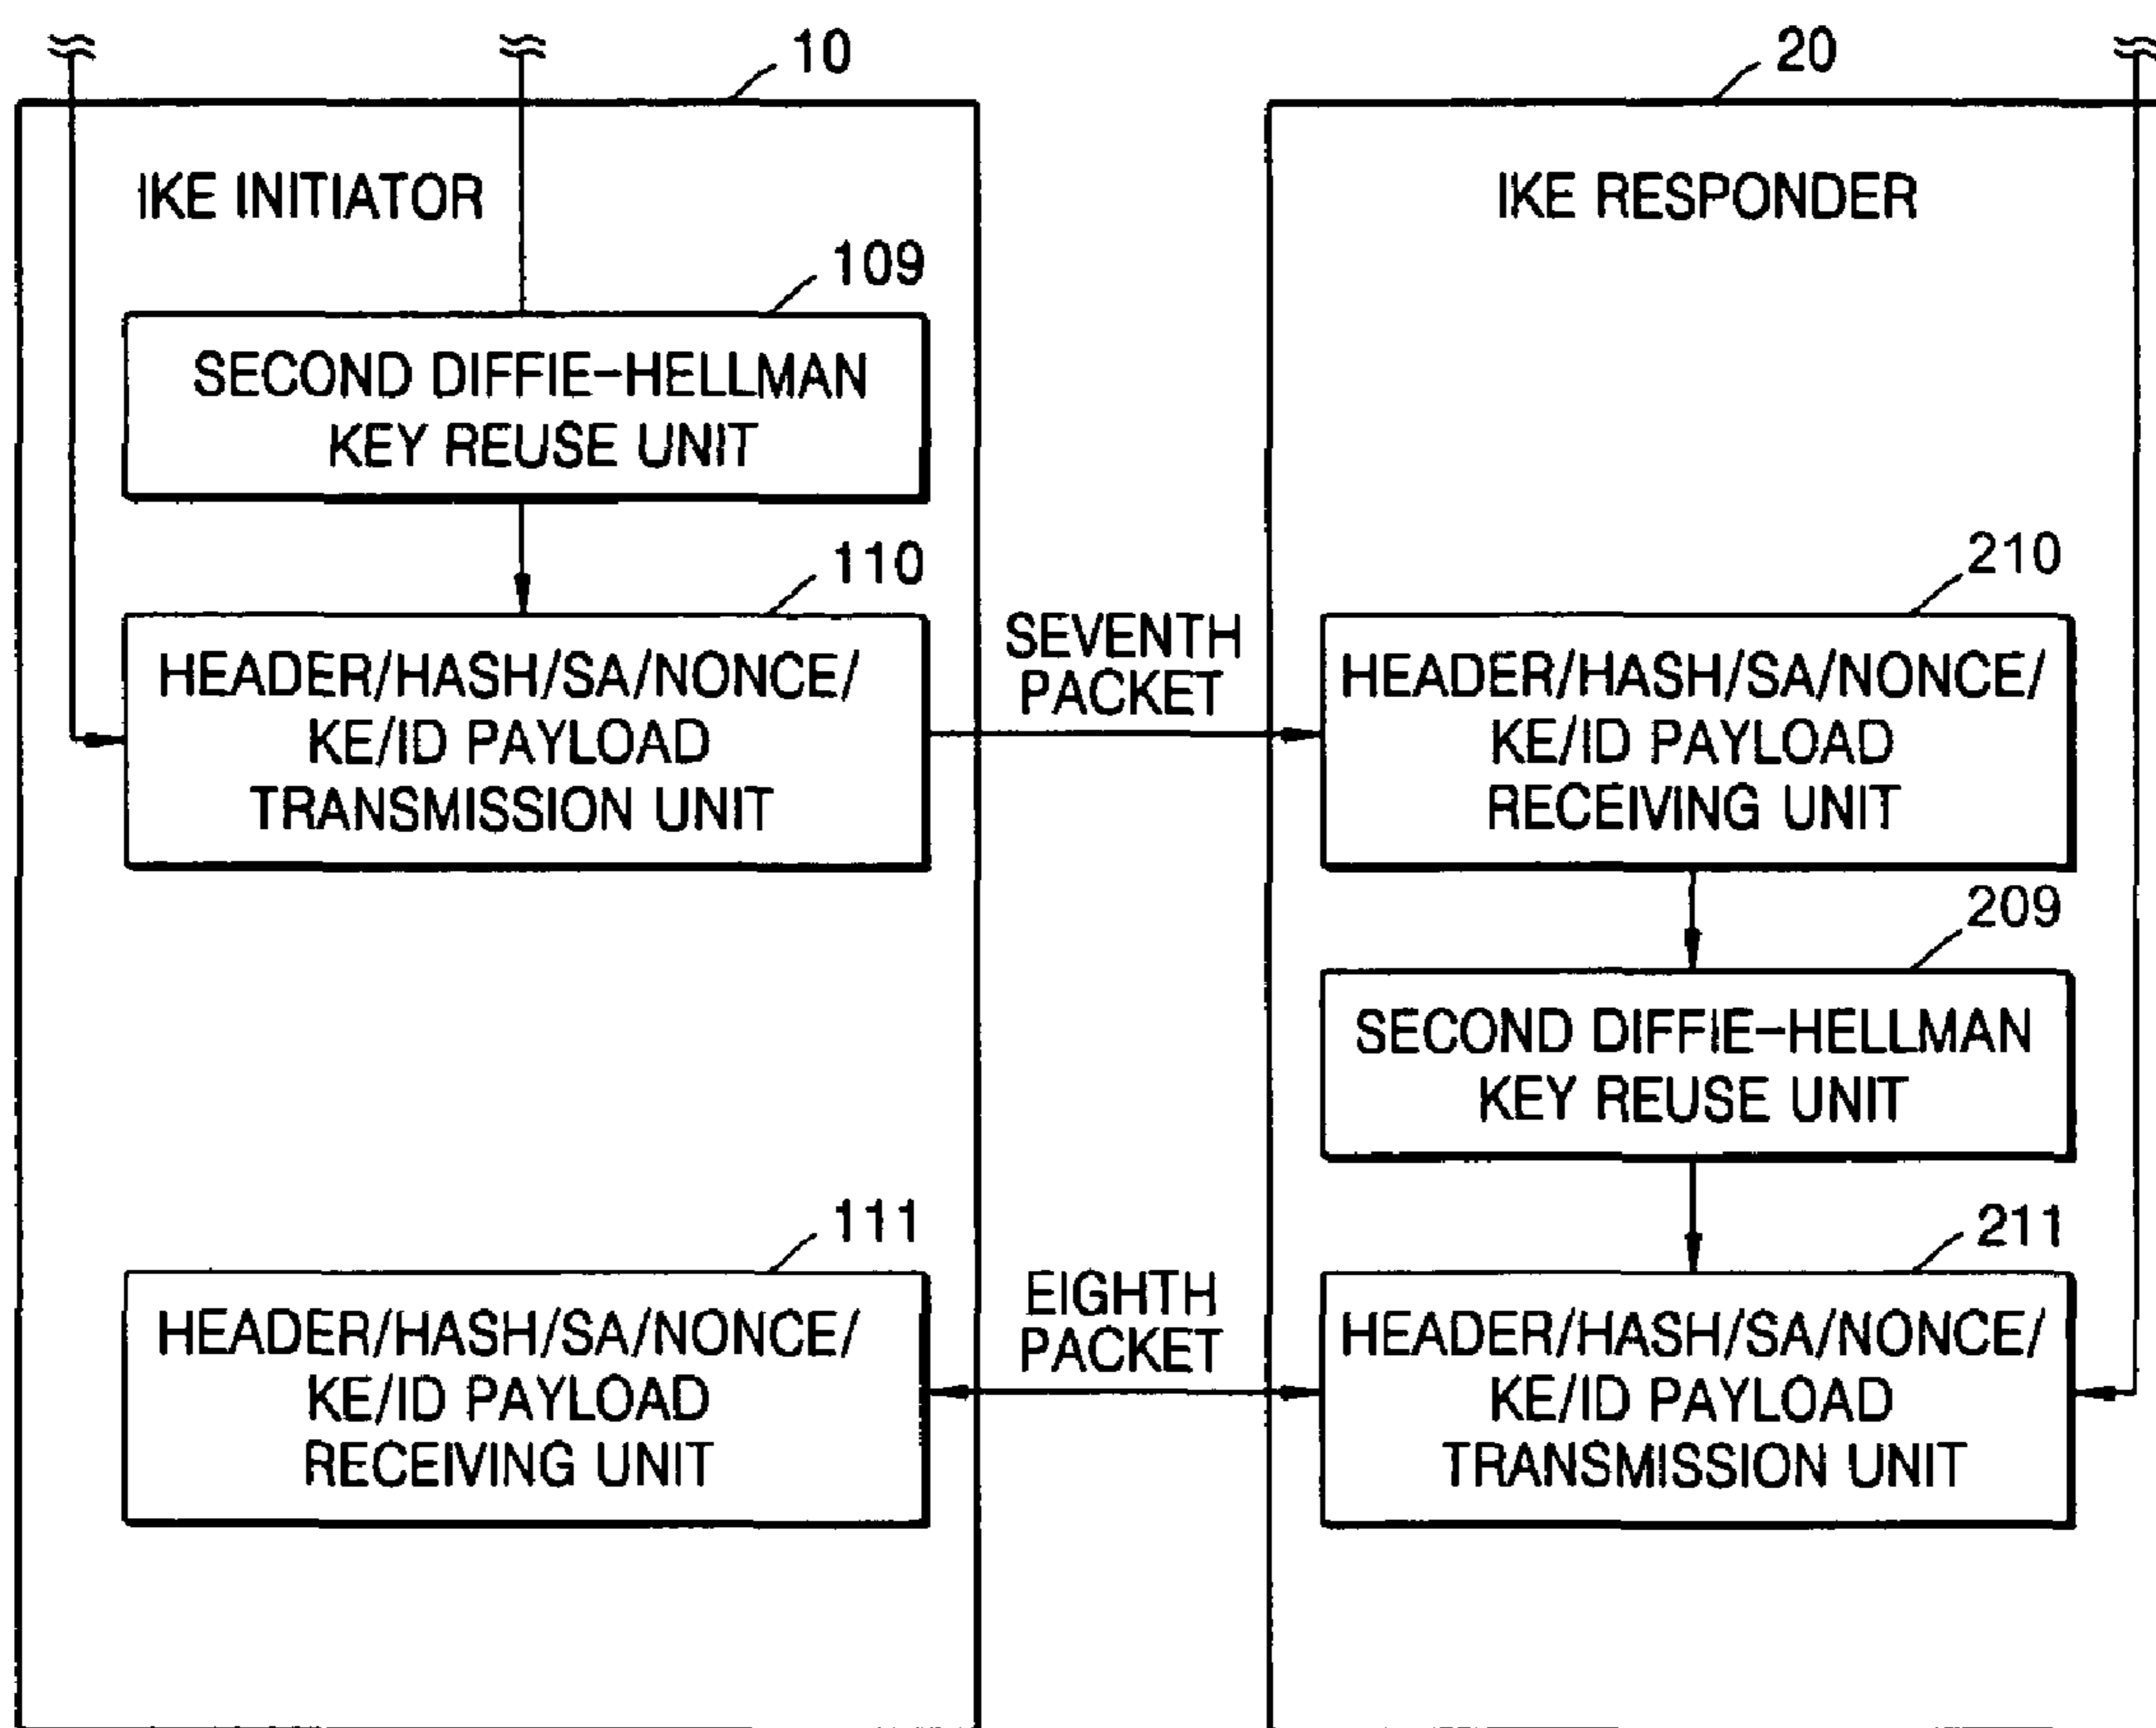 10
20
IKE INITIATOR
IKE RESPONDER
109
SECOND DIFFIE-HELLMAN
KEY REUSE UNIT
110
HEADER/HASH/SA/NONCE/
KE/ID PAYLOAD
TRANSMISSION UNIT
SEVENTH
PACKET
210
HEADER/HASH/SA/NONCE/
KE/ID PAYLOAD
RECEIVING UNIT
209
SECOND DIFFIE-HELLMAN
KEY REUSE UNIT
111
HEADER/HASH/SA/NONCE/
KE/ID PAYLOAD
RECEIVING UNIT
EIGHTH
PACKET
211
HEADER/HASH/SA/NONCE/
KE/ID PAYLOAD
TRANSMISSION UNIT